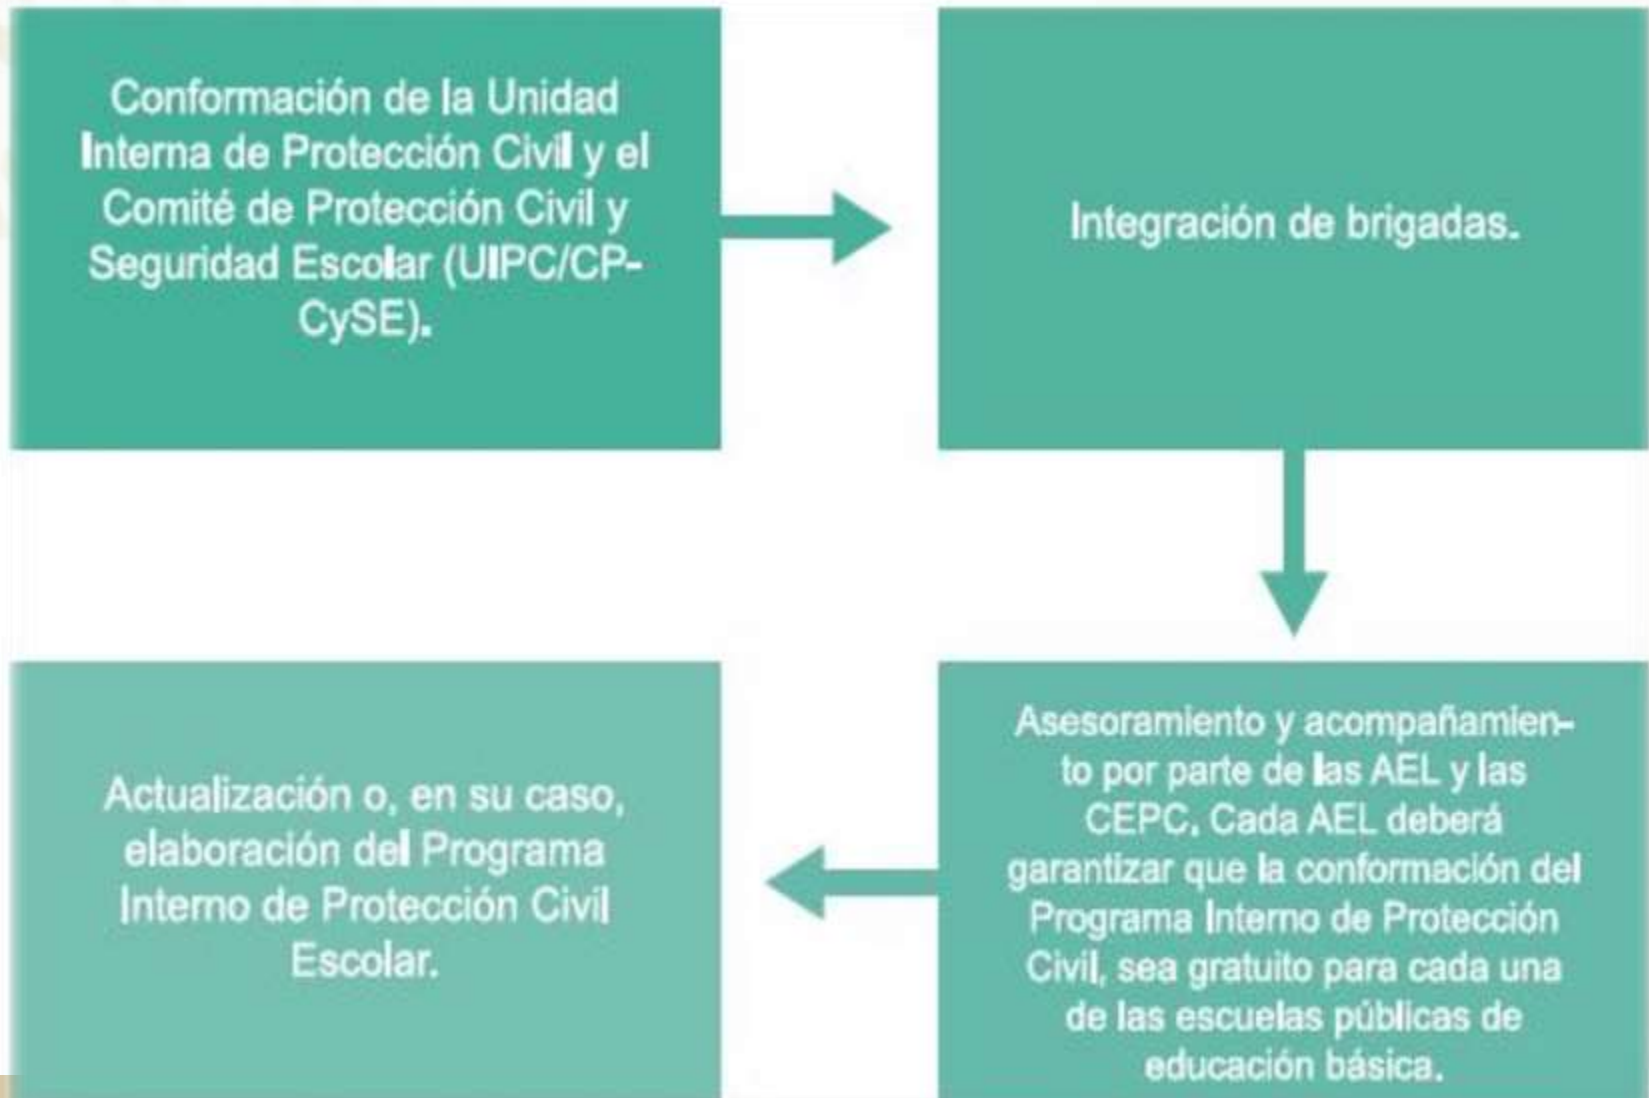 Conformación de la Unidad
Interna de Protección Civil y el
Comité de Protección Civil y
Seguridad Escolar (UIPC/CP-
CySE).
Integración de brigadas.
Asesoramiento y acompañamien-
to por parte de las AEL y las
CEPC. Cada AEL deberá
garantizar que la conformación del
Programa Interno de Protección
Civil, sea gratuito para cada una
de las escuelas públicas de
educación básica.
Actualización o, en su caso,
elaboración del Programa
Interno de Protección Civil
Escolar.